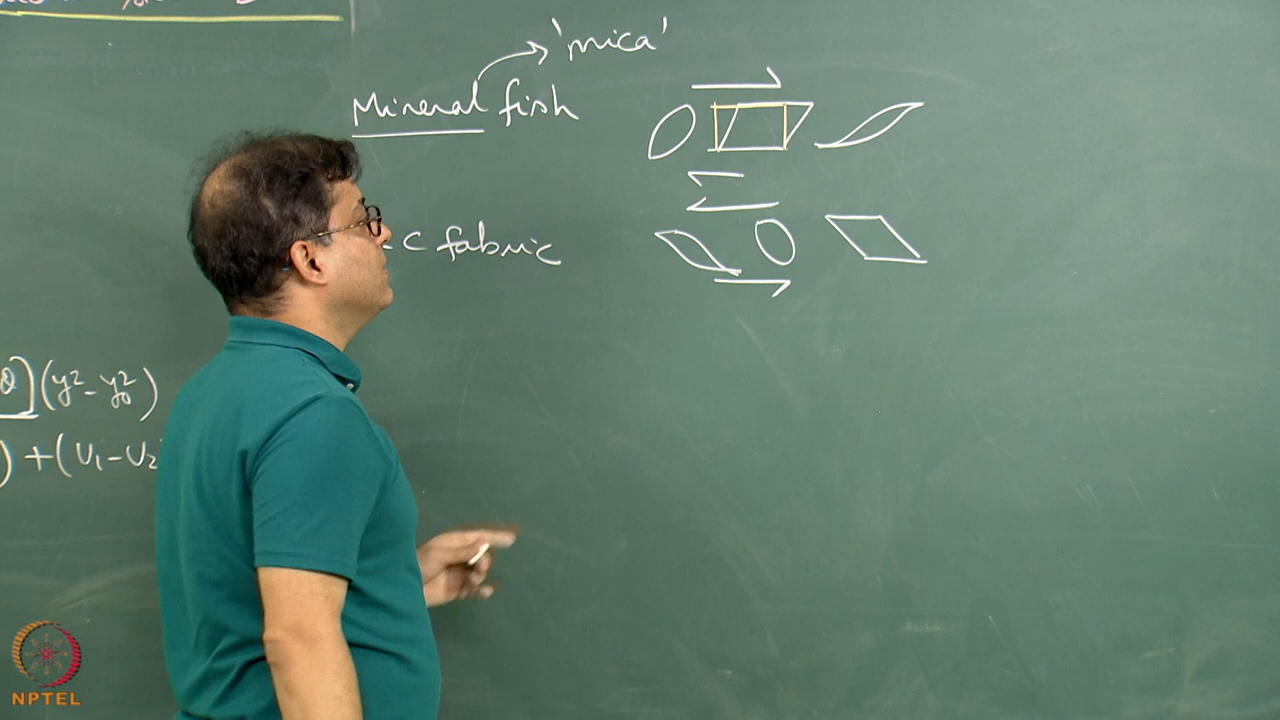 'mica'
Mineral fish
c fabric
θ](y² - y₀²)
) + (U₁ - U₂
NPTEL